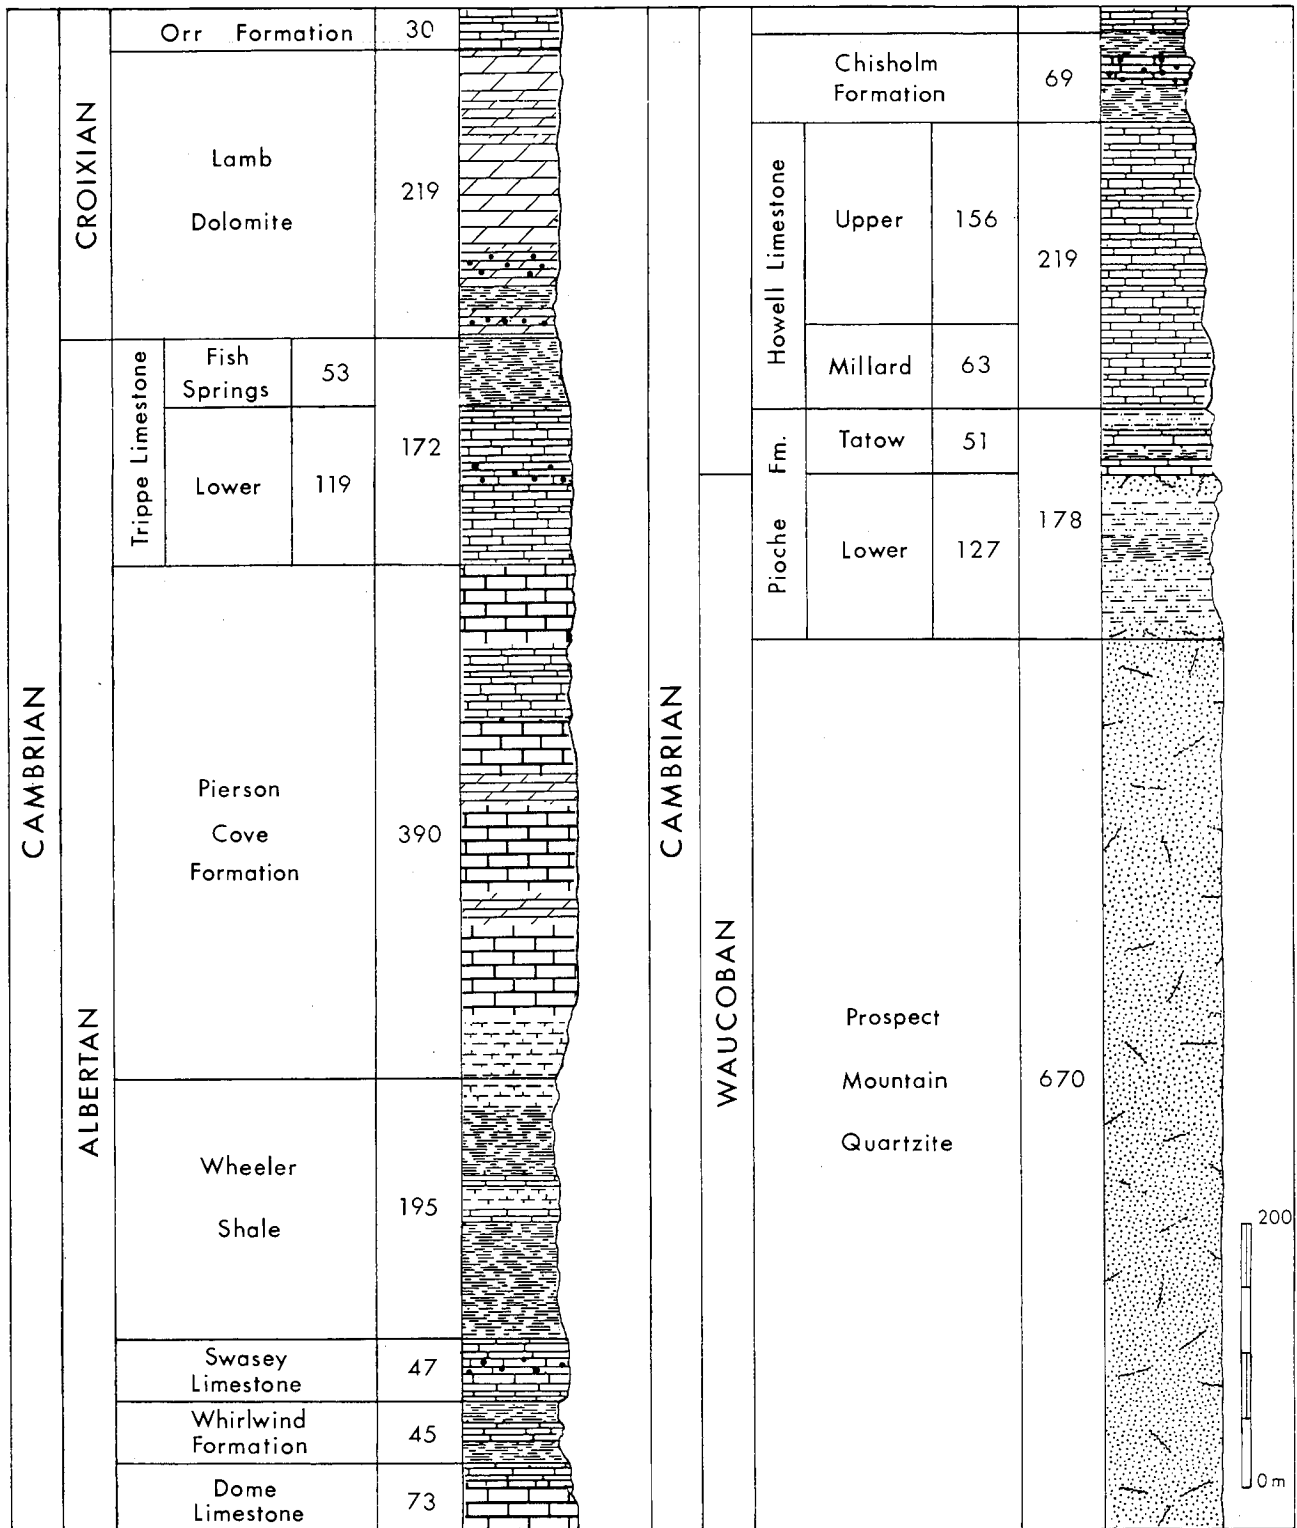 CAMBRIAN
CROIXIAN
Orr Formation 30
Lamb
Dolomite
219
Trippe Limestone
Fish
Springs
53
Lower 119
172
Pierson
Cove
Formation
390
ALBERTAN
Wheeler
Shale
195
Swasey
Limestone
47
Whirlwind
Formation
45
Dome
Limestone
73
CAMBRIAN
Chisholm
Formation
69
Howell Limestone
Upper 156
219
Millard 63
Pioche Fm.
Tatow 51
178
Lower 127
WAUCOBAN
Prospect
Mountain
Quartzite
670
200
0 m